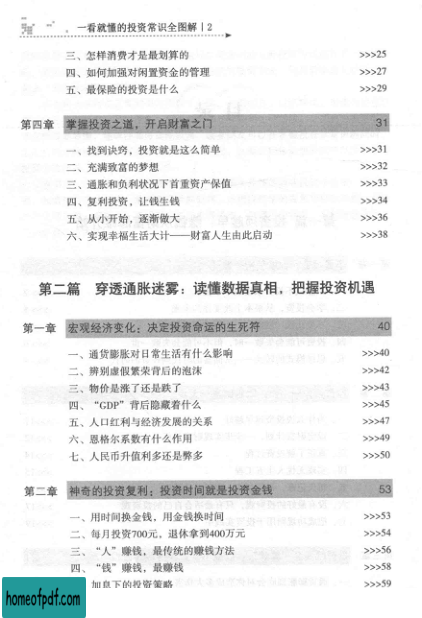 一看就懂的投资常识全图解 | 2
三、怎样消费才是最划算的 >>>25
四、如何加强对闲置资金的管理 >>>27
五、最保险的投资是什么 >>>29
第四章 掌握投资之道，开启财富之门 31
一、找到诀窍，投资就是这么简单 >>>31
二、充满致富的梦想 >>>32
三、通胀和负利状况下首重资产保值 >>>33
四、复利投资，让钱生钱 >>>34
五、从小开始，逐渐做大 >>>36
六、实现幸福生活大计——财富人生由此启动 >>>38
第二篇 穿透通胀迷雾：读懂数据真相，把握投资机遇
第一章 宏观经济变化：决定投资命运的生死符 40
一、通货膨胀对日常生活有什么影响 >>>40
二、辨别虚假繁荣背后的泡沫 >>>42
三、物价是涨了还是跌了 >>>43
四、“GDP”背后隐藏着什么 >>>45
五、人口红利与经济发展的关系 >>>47
六、恩格尔系数有什么作用 >>>49
七、人民币升值利多还是弊多 >>>50
第二章 神奇的投资复利：投资时间就是投资金钱 53
一、用时间换金钱，用金钱换时间 >>>53
二、每月投资700元，退休拿到400万元 >>>54
三、“人”赚钱，最传统的赚钱方法 >>>56
四、“钱”赚钱，最赚钱 >>>58
加息下的投资策略 >>>59
homeofpdf.com